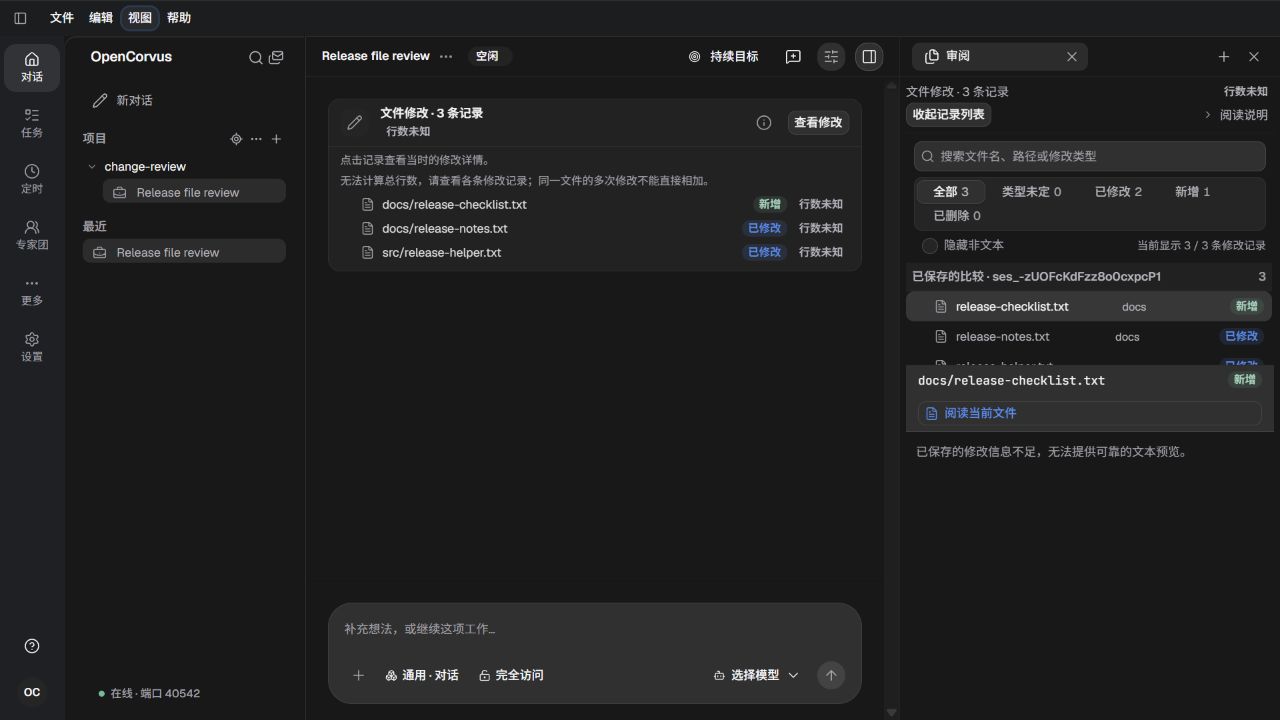 文件 编辑 视图 帮助
对话
任务
定时
专家团
更多
设置
OC
OpenCorvus
新对话
项目
change-review
Release file review
最近
Release file review
在线 · 端口 40542
Release file review 空闲 持续目标
文件修改 · 3 条记录
行数未知
查看修改
点击记录查看当时的修改详情。
无法计算总行数，请查看各条修改记录；同一文件的多次修改不能直接相加。
docs/release-checklist.txt 新增 行数未知
docs/release-notes.txt 已修改 行数未知
src/release-helper.txt 已修改 行数未知
补充想法，或继续这项工作…
通用 · 对话 完全访问 选择模型
审阅
文件修改 · 3 条记录 行数未知
收起记录列表 阅读说明
搜索文件名、路径或修改类型
全部 3 类型未定 0 已修改 2 新增 1
已删除 0
隐藏非文本 当前显示 3 / 3 条修改记录
已保存的比较 · ses_-zUOFcKdFzz8o0cxpcP1 3
release-checklist.txt docs 新增
release-notes.txt docs 已修改
release-helper.txt 已修改
docs/release-checklist.txt 新增
阅读当前文件
已保存的修改信息不足，无法提供可靠的文本预览。